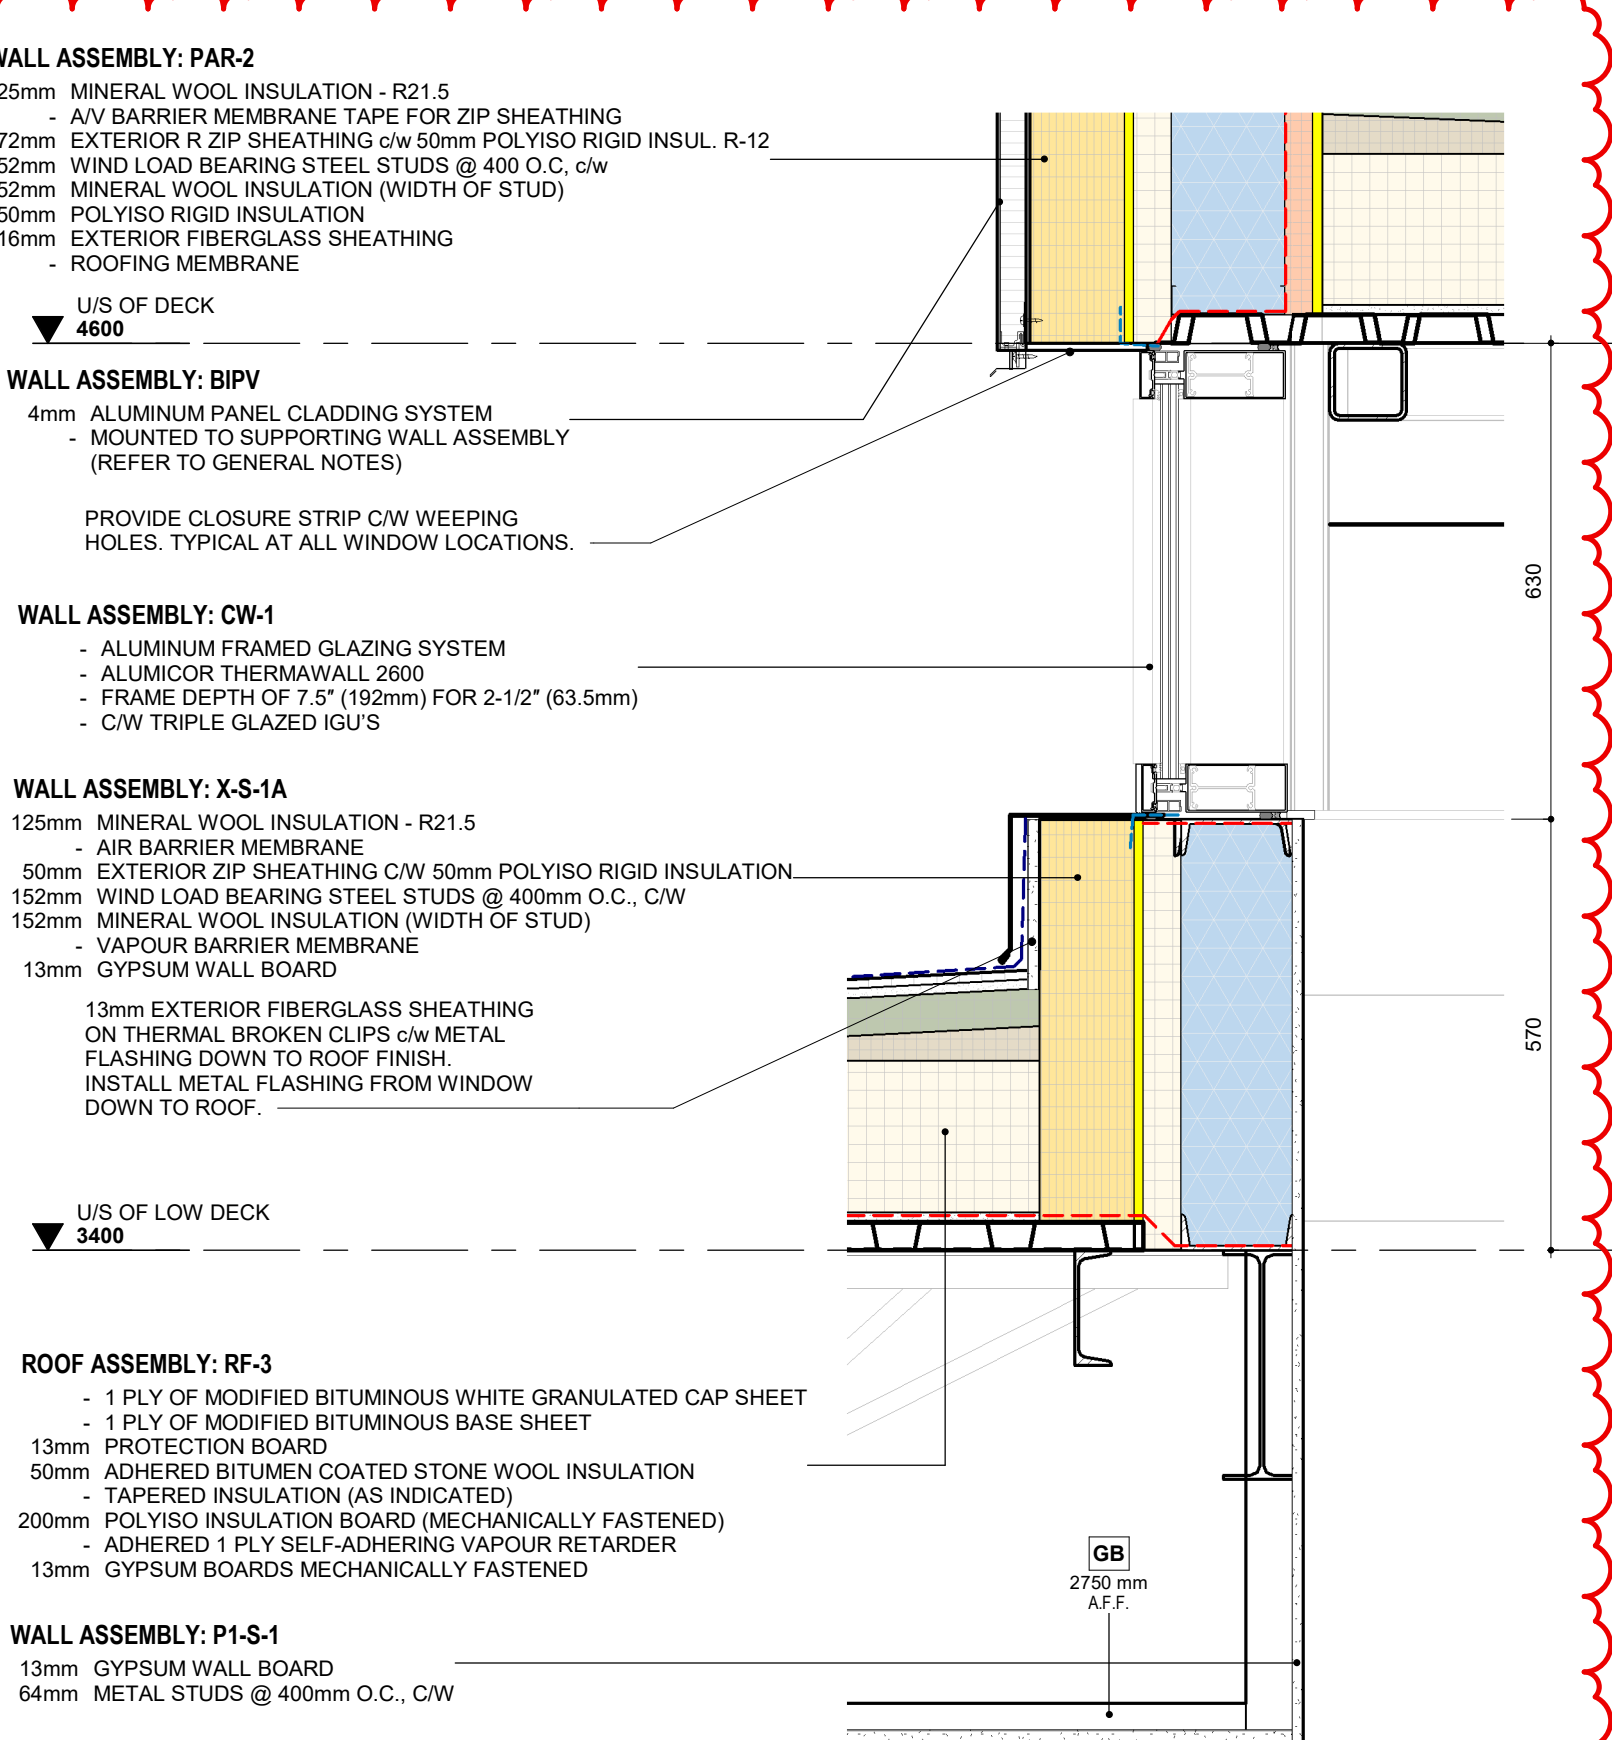 WALL ASSEMBLY: PAR-2
25mm MINERAL WOOL INSULATION - R21.5
- A/V BARRIER MEMBRANE TAPE FOR ZIP SHEATHING
72mm EXTERIOR R ZIP SHEATHING c/w 50mm POLYISO RIGID INSUL. R-12
52mm WIND LOAD BEARING STEEL STUDS @ 400 O.C, c/w
52mm MINERAL WOOL INSULATION (WIDTH OF STUD)
50mm POLYISO RIGID INSULATION
16mm EXTERIOR FIBERGLASS SHEATHING
- ROOFING MEMBRANE
U/S OF DECK
4600
WALL ASSEMBLY: BIPV
4mm ALUMINUM PANEL CLADDING SYSTEM
- MOUNTED TO SUPPORTING WALL ASSEMBLY
(REFER TO GENERAL NOTES)
PROVIDE CLOSURE STRIP C/W WEEPING
HOLES. TYPICAL AT ALL WINDOW LOCATIONS.
630
WALL ASSEMBLY: CW-1
- ALUMINUM FRAMED GLAZING SYSTEM
- ALUMICOR THERMAWALL 2600
- FRAME DEPTH OF 7.5" (192mm) FOR 2-1/2" (63.5mm)
- C/W TRIPLE GLAZED IGU'S
WALL ASSEMBLY: X-S-1A
125mm MINERAL WOOL INSULATION - R21.5
- AIR BARRIER MEMBRANE
50mm EXTERIOR ZIP SHEATHING C/W 50mm POLYISO RIGID INSULATION
152mm WIND LOAD BEARING STEEL STUDS @ 400mm O.C., C/W
152mm MINERAL WOOL INSULATION (WIDTH OF STUD)
- VAPOUR BARRIER MEMBRANE
13mm GYPSUM WALL BOARD
13mm EXTERIOR FIBERGLASS SHEATHING
ON THERMAL BROKEN CLIPS c/w METAL
FLASHING DOWN TO ROOF FINISH.
INSTALL METAL FLASHING FROM WINDOW
DOWN TO ROOF.
570
U/S OF LOW DECK
3400
ROOF ASSEMBLY: RF-3
- 1 PLY OF MODIFIED BITUMINOUS WHITE GRANULATED CAP SHEET
- 1 PLY OF MODIFIED BITUMINOUS BASE SHEET
13mm PROTECTION BOARD
50mm ADHERED BITUMEN COATED STONE WOOL INSULATION
- TAPERED INSULATION (AS INDICATED)
200mm POLYISO INSULATION BOARD (MECHANICALLY FASTENED)
- ADHERED 1 PLY SELF-ADHERING VAPOUR RETARDER
13mm GYPSUM BOARDS MECHANICALLY FASTENED
GB
2750 mm
A.F.F.
WALL ASSEMBLY: P1-S-1
13mm GYPSUM WALL BOARD
64mm METAL STUDS @ 400mm O.C., C/W